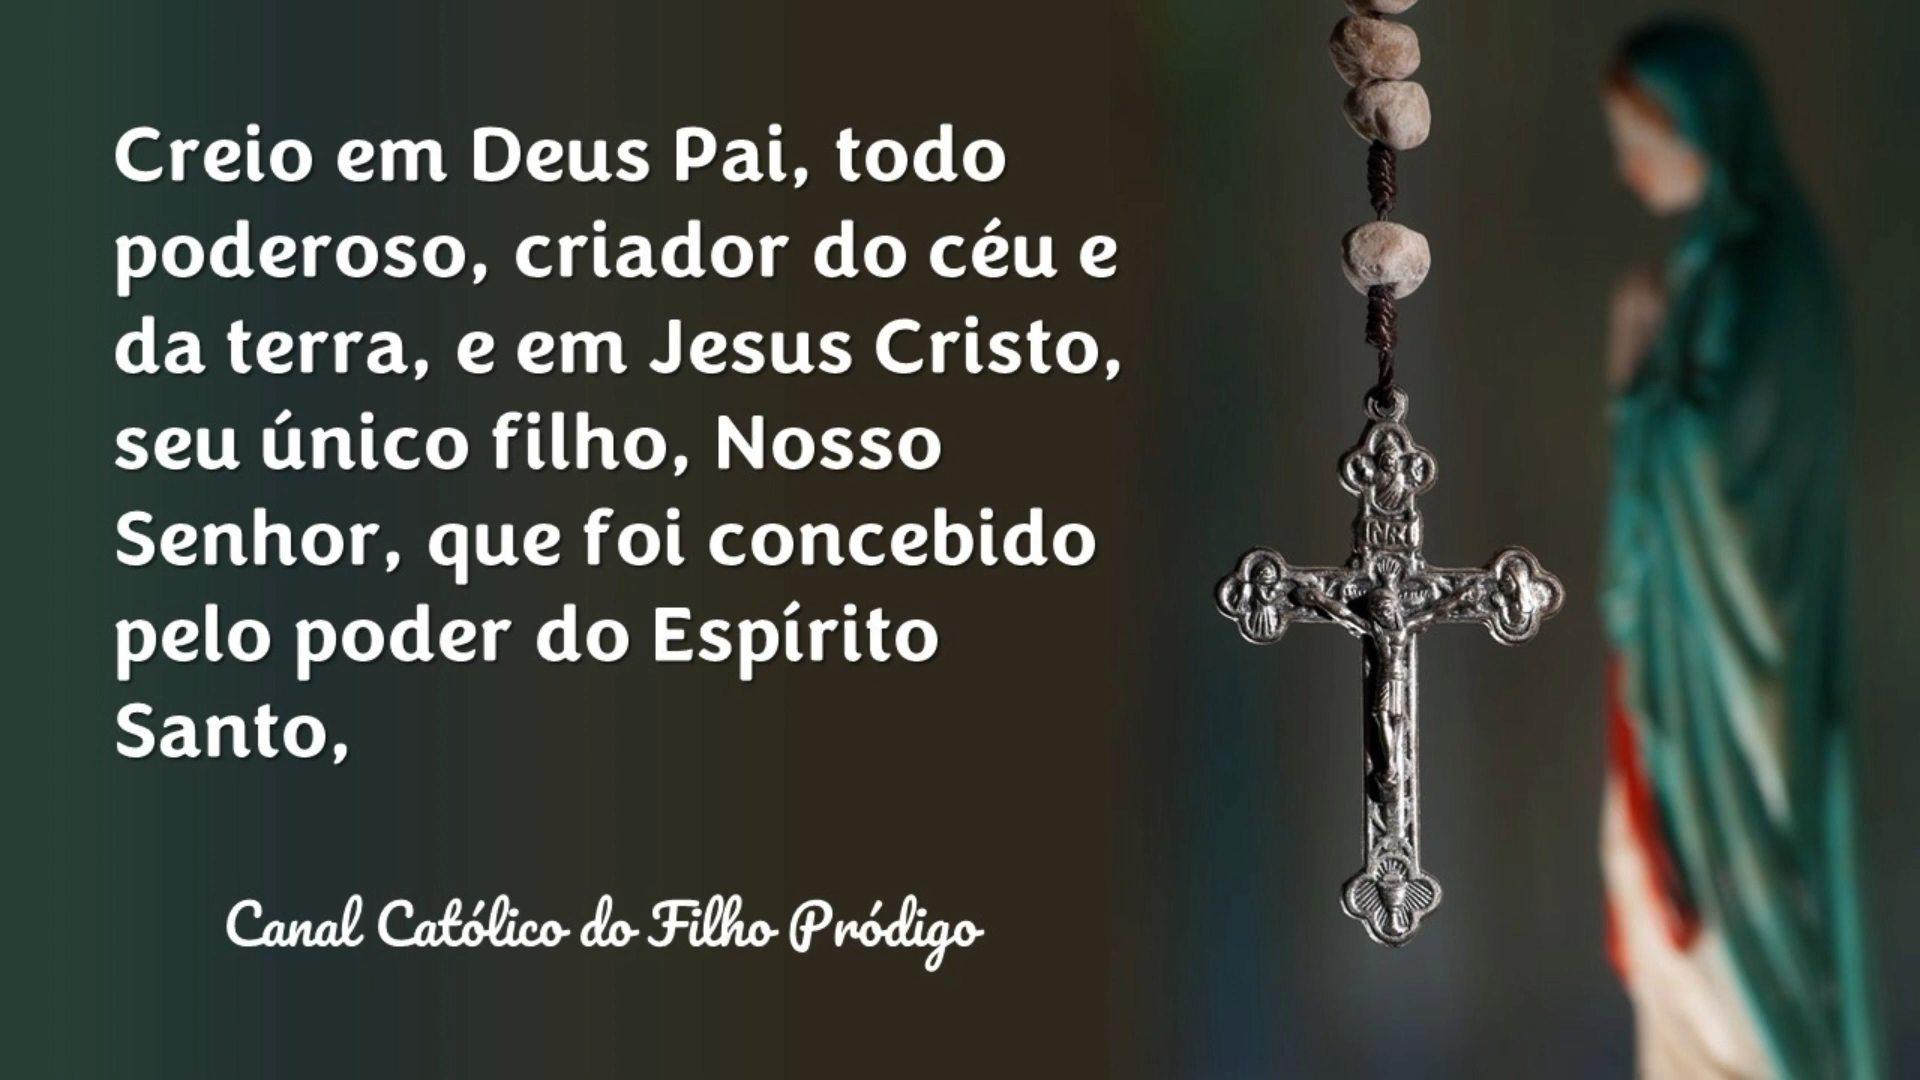 Creio em Deus Pai, todo
poderoso, criador do céu e
da terra, e em Jesus Cristo,
seu único filho, Nosso
Senhor, que foi concebido
pelo poder do Espírito
Santo,
Canal Católico do Filho Pródigo
INRI